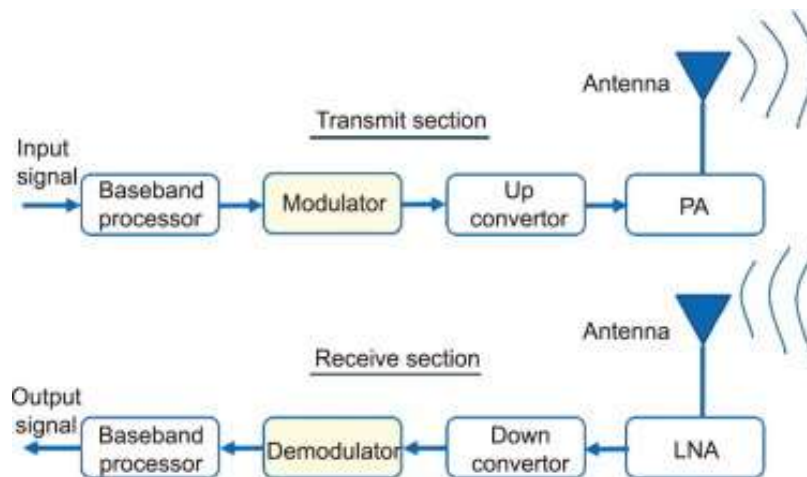 Antenna
Transmit section
Input
signal
Baseband
processor
Modulator
Up
convertor
PA
Antenna
Receive section
Output
signal
Baseband
processor
Demodulator
Down
convertor
LNA